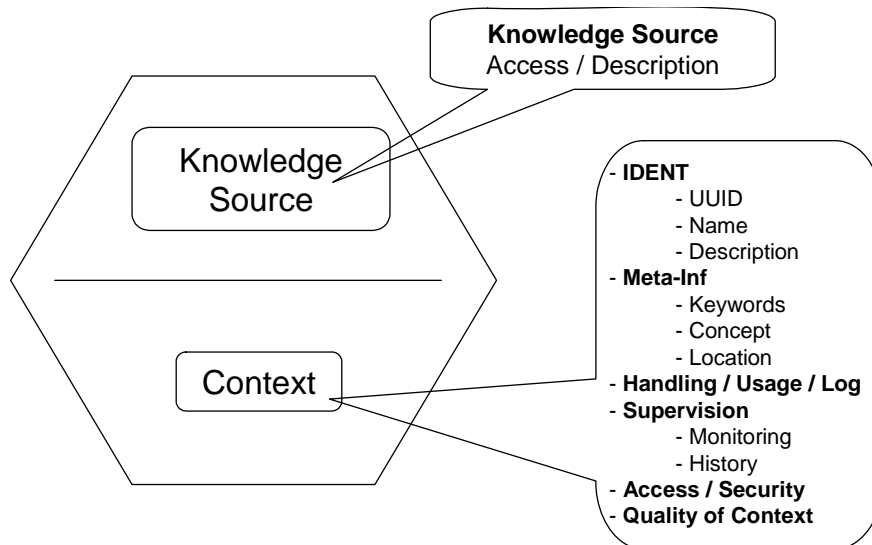 Knowledge Source
Access / Description
Knowledge
Source
Context
- IDENT
- UUID
- Name
- Description
- Meta-Inf
- Keywords
- Concept
- Location
- Handling / Usage / Log
- Supervision
- Monitoring
- History
- Access / Security
- Quality of Context